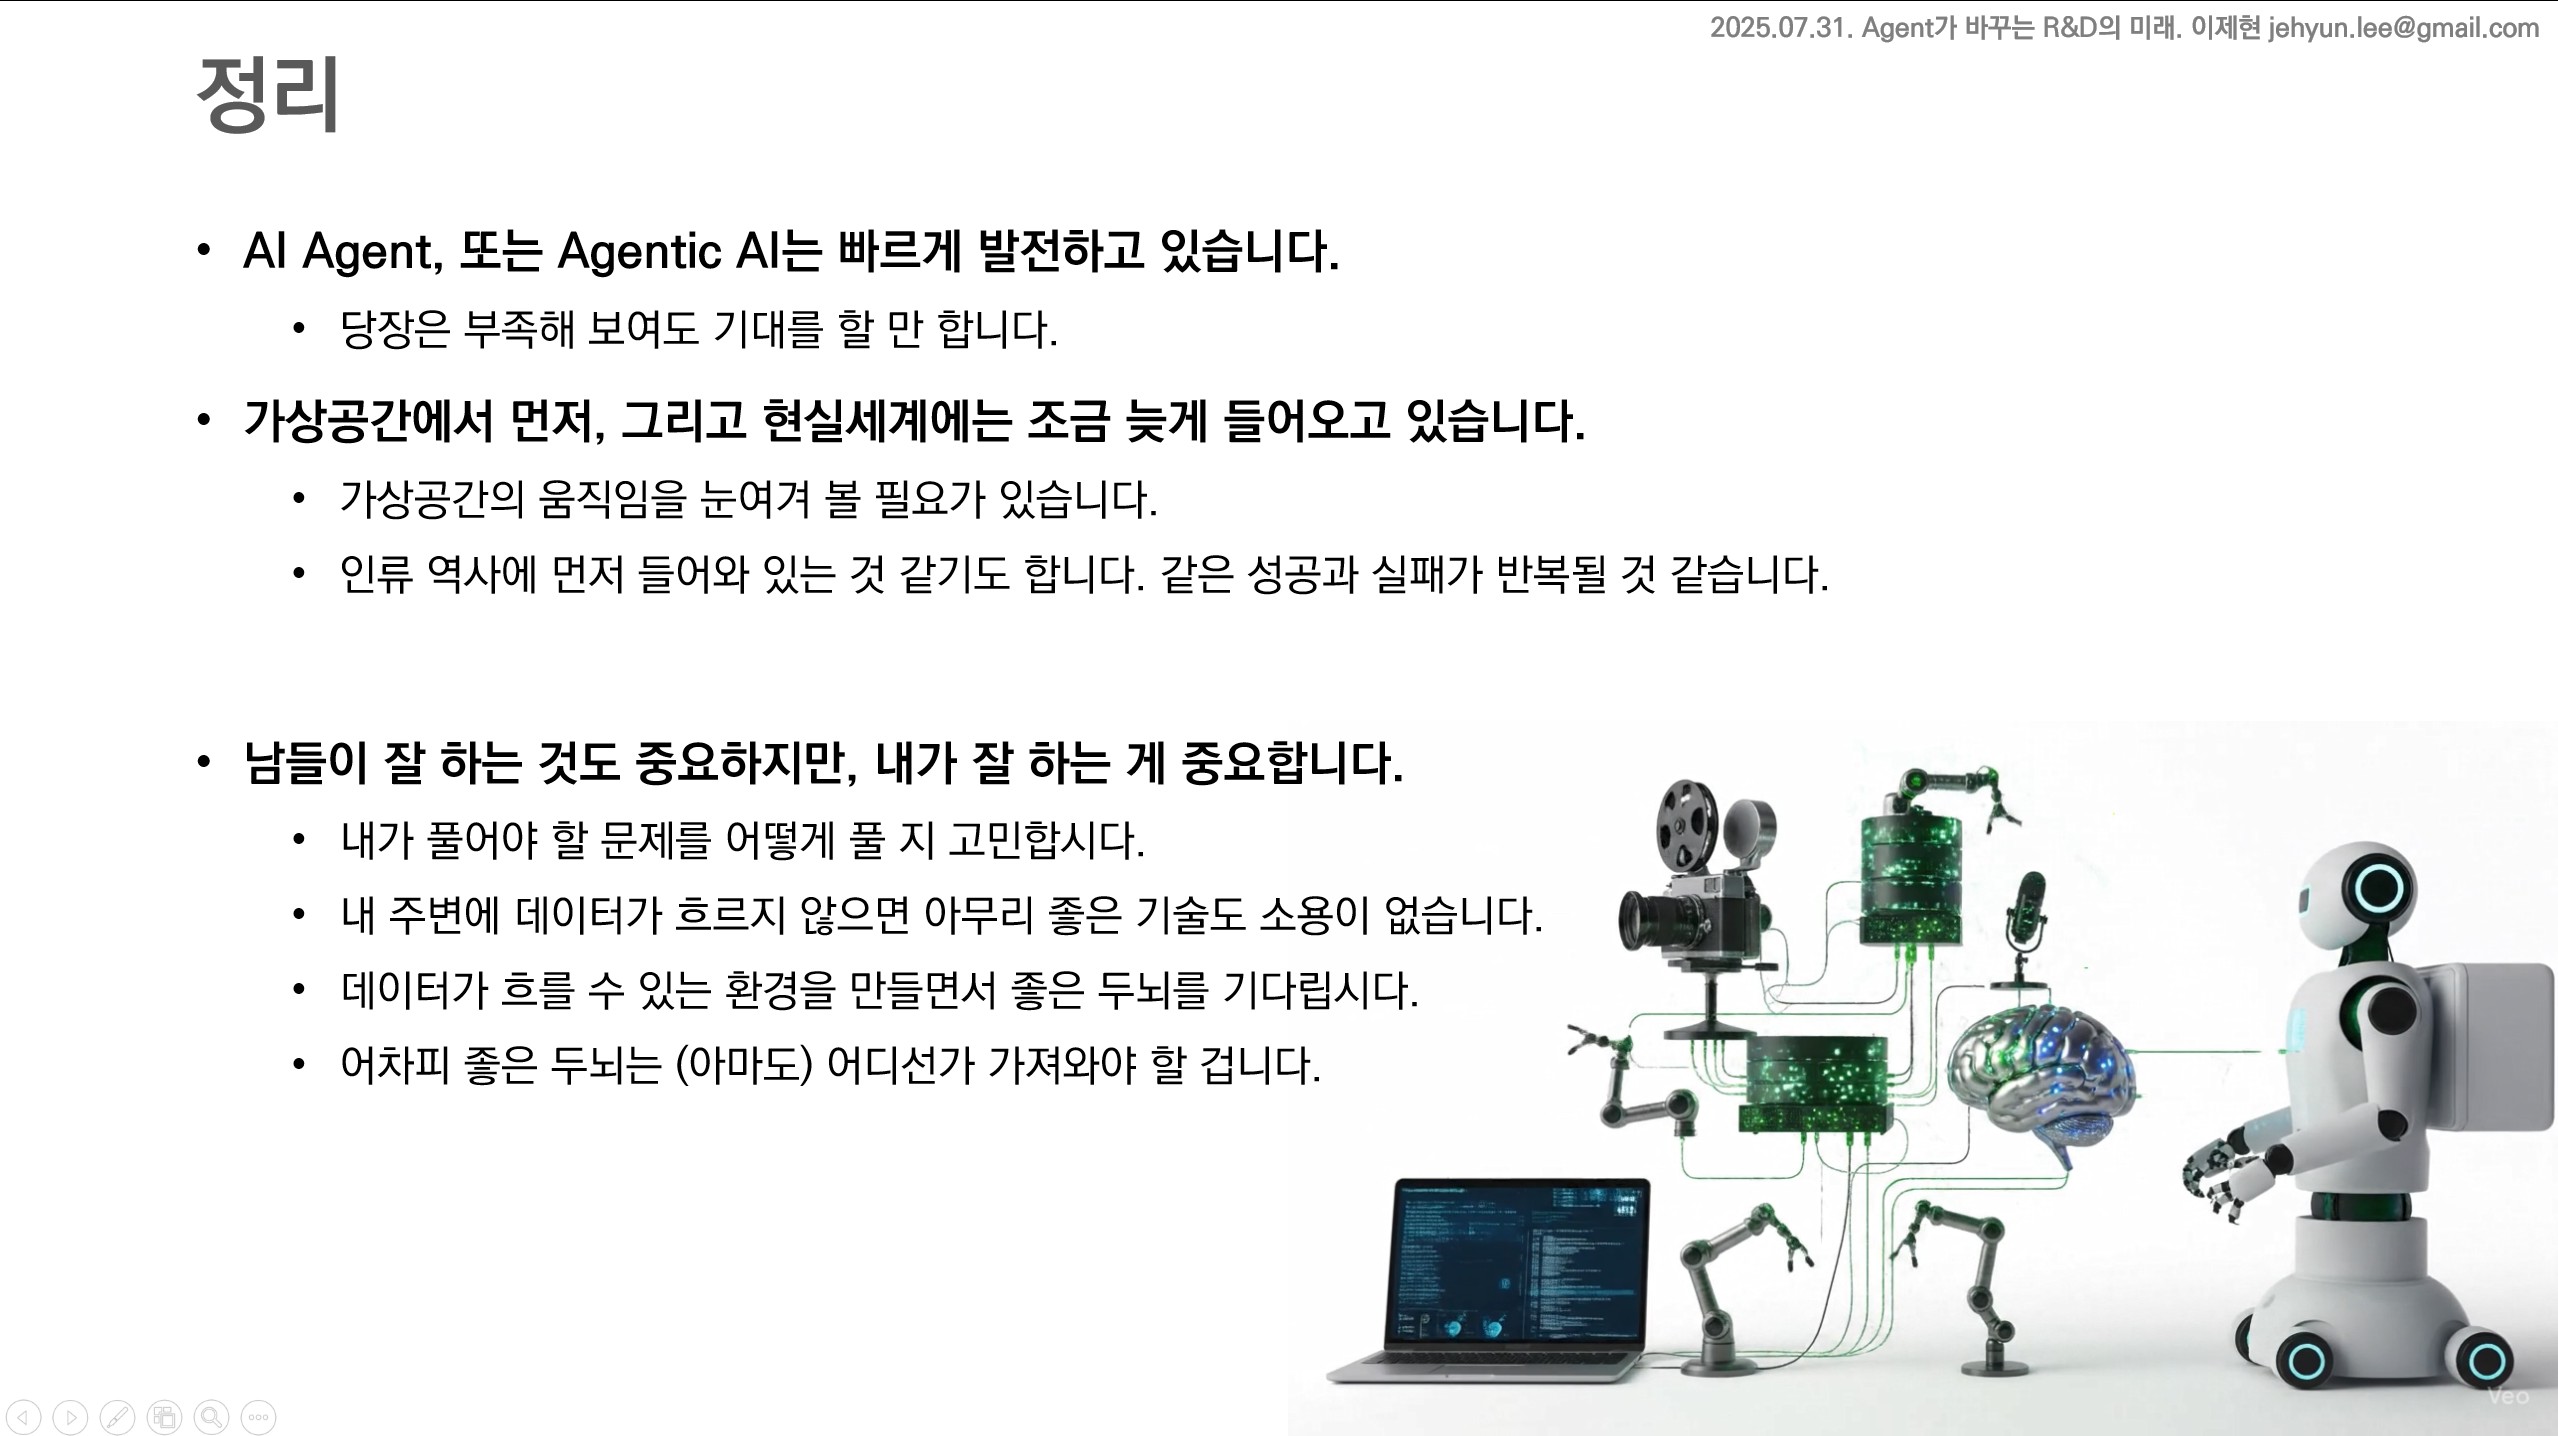 2025.07.31. Agent가 바꾸는 R&D의 미래. 이제현 jehyun.lee@gmail.com
정리
• AI Agent, 또는 Agentic AI는 빠르게 발전하고 있습니다.
• 당장은 부족해 보여도 기대를 할 만 합니다.
• 가상공간에서 먼저, 그리고 현실세계에는 조금 늦게 들어오고 있습니다.
• 가상공간의 움직임을 눈여겨 볼 필요가 있습니다.
• 인류 역사에 먼저 들어와 있는 것 같기도 합니다. 같은 성공과 실패가 반복될 것 같습니다.
• 남들이 잘 하는 것도 중요하지만, 내가 잘 하는 게 중요합니다.
• 내가 풀어야 할 문제를 어떻게 풀 지 고민합시다.
• 내 주변에 데이터가 흐르지 않으면 아무리 좋은 기술도 소용이 없습니다.
• 데이터가 흐를 수 있는 환경을 만들면서 좋은 두뇌를 기다립시다.
• 어차피 좋은 두뇌는 (아마도) 어디선가 가져와야 할 겁니다.
Veo